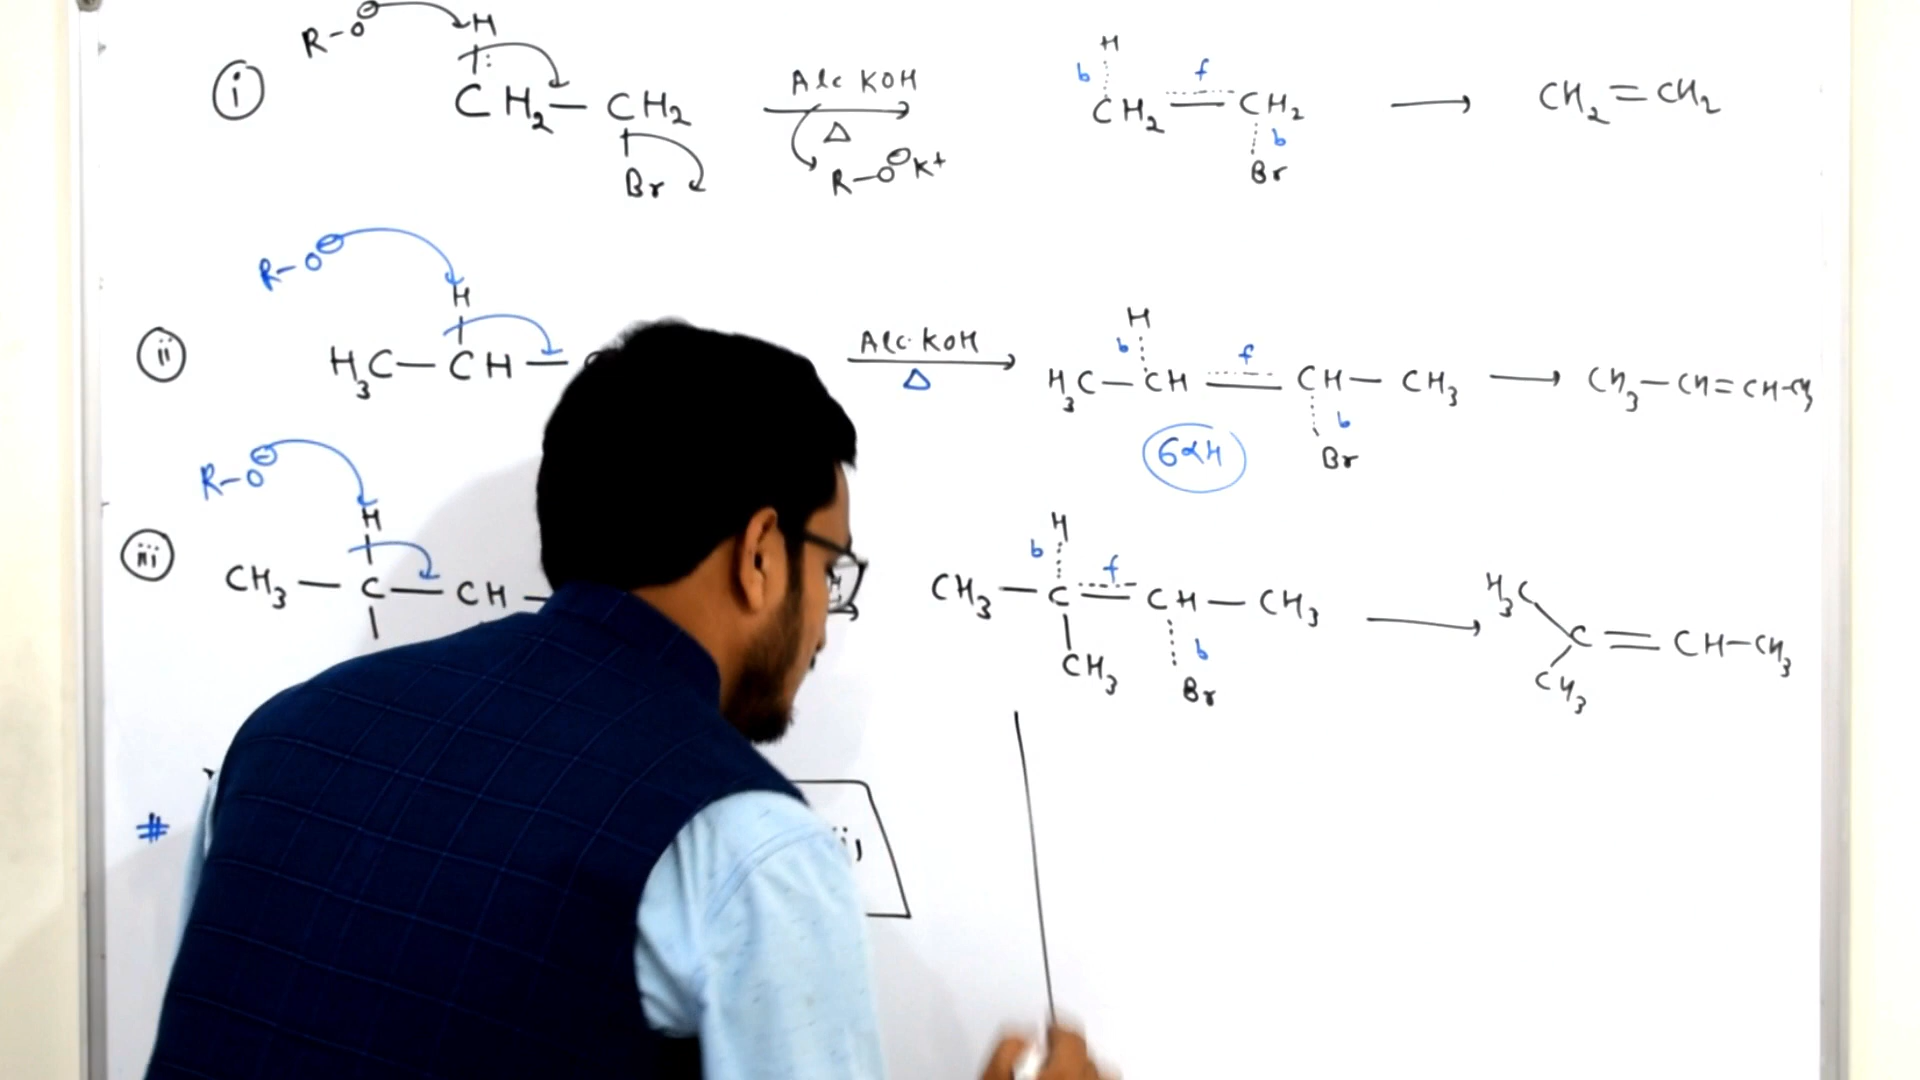 R-O⊖ H
(i) CH₂-CH₂ Alc KOH H b f CH₂=CH₂ → CH₂=CH₂
Br Δ R-O⊖K+ b Br
R-O⊖ H
(ii) H₃C-CH- Alc. KOH Δ H b f H₃C-CH=CH-CH₃ → CH₃-CH=CH-CH₃
6αH b Br
R-O⊖ H
(iii) CH₃-C-CH- H b f CH₃-C=CH-CH₃ → H₃C C=CH-CH₃
CH₃ b Br CH₃
#